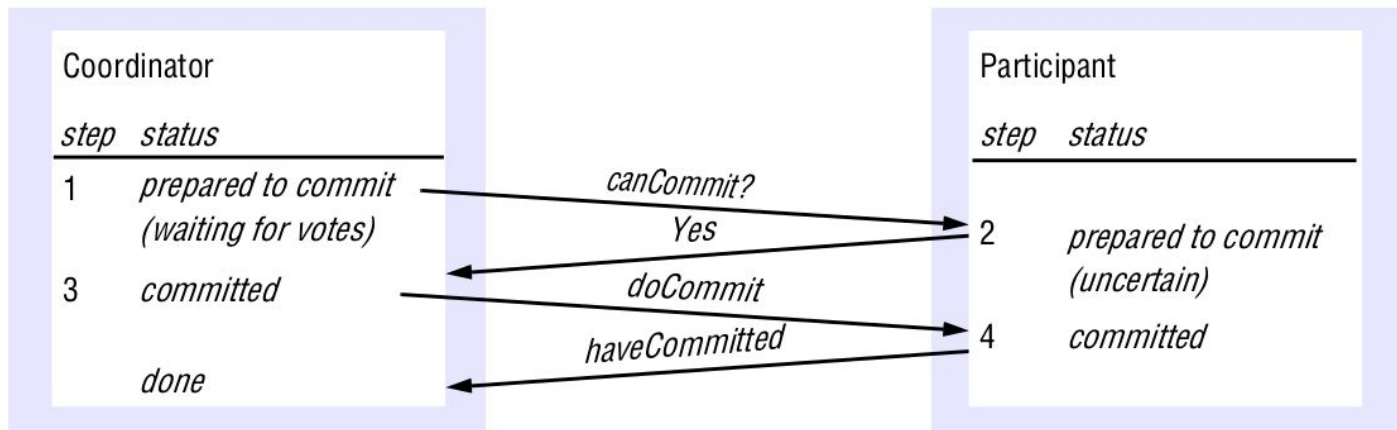 Coordinator
step status
1 prepared to commit
(waiting for votes)
3 committed
done
canCommit?
Yes
doCommit
haveCommitted
Participant
step status
2 prepared to commit
(uncertain)
4 committed